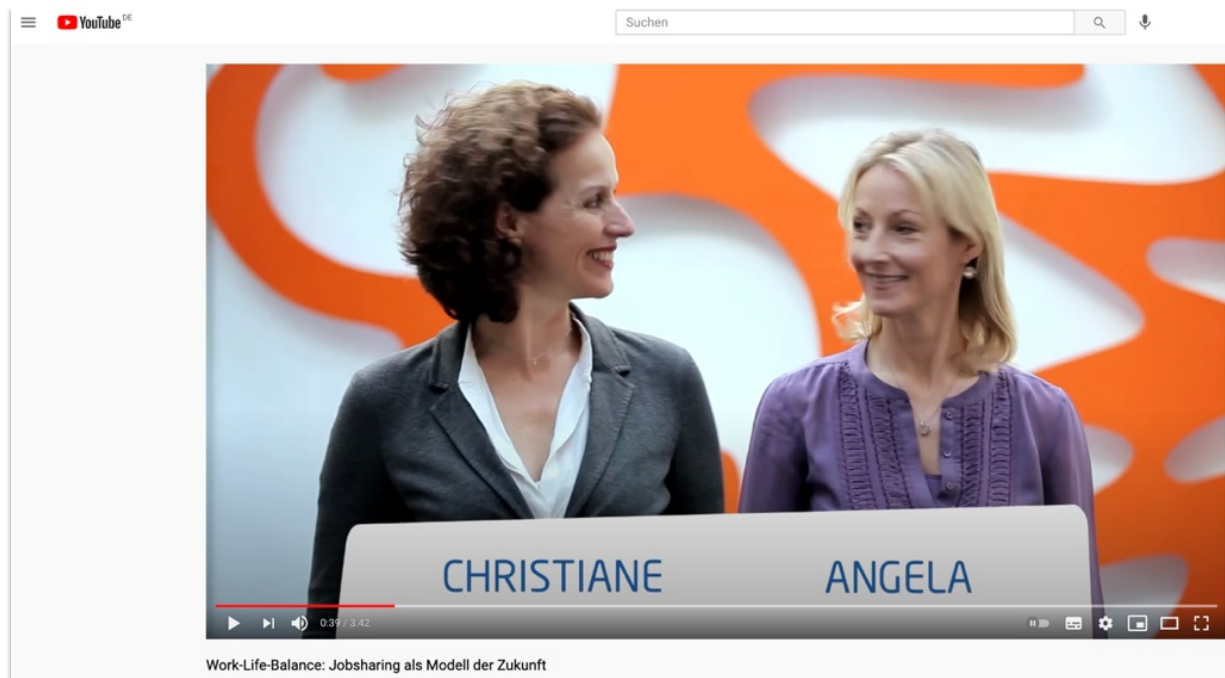 YouTube DE
Suchen
CHRISTIANE ANGELA
0:39 / 3:42
Work-Life-Balance: Jobsharing als Modell der Zukunft